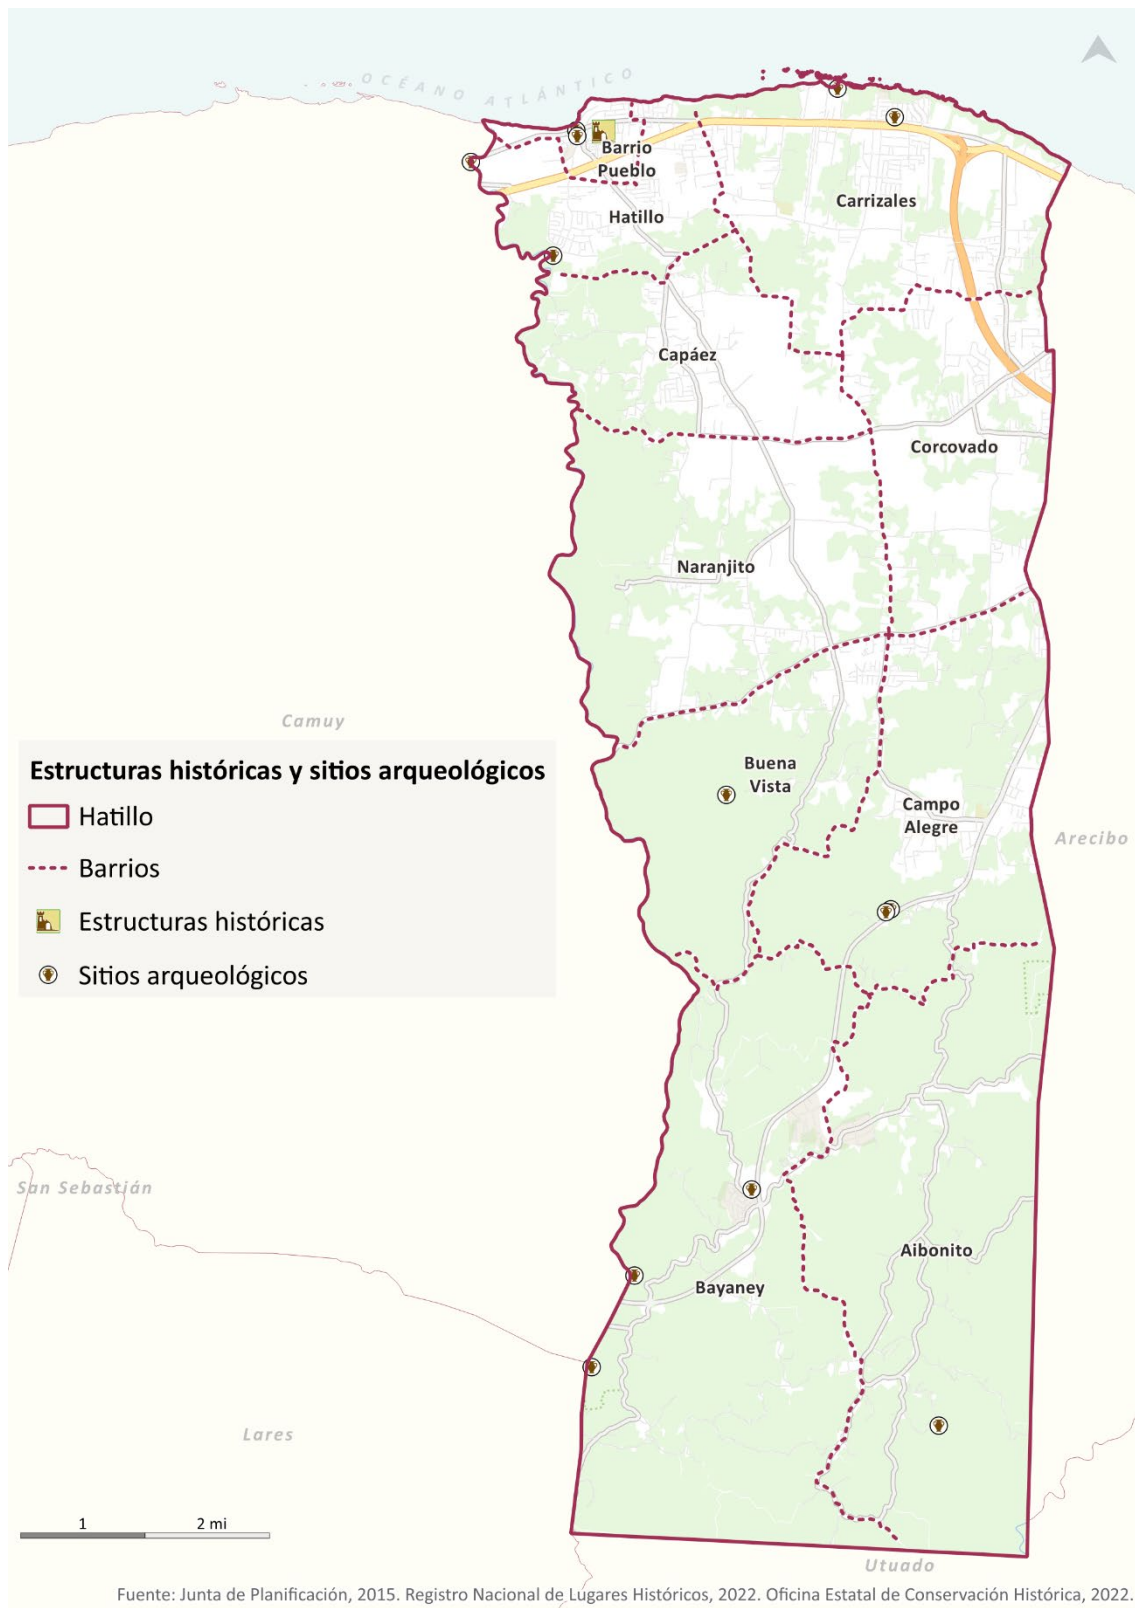 OCÉANO ATLÁNTICO
Barrio
Pueblo
Carrizales
Hatillo
Capáez
Corcovado
Naranjito
Camuy
Estructuras históricas y sitios arqueológicos
Hatillo
Barrios
Estructuras históricas
Sitios arqueológicos
Buena
Vista
Campo
Alegre
Arecibo
San Sebastián
Aibonito
Bayaney
Lares
1 2 mi
Utuado
Fuente: Junta de Planificación, 2015. Registro Nacional de Lugares Históricos, 2022. Oficina Estatal de Conservación Histórica, 2022.